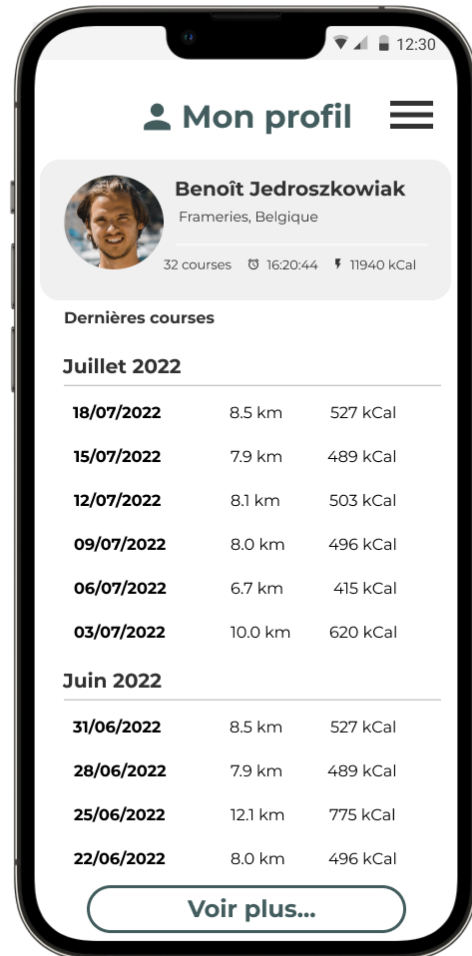 12:30
Mon profil
Benoît Jedroszkowiak
Frameries, Belgique
32 courses 16:20:44 11940 kCal
Dernières courses
Juillet 2022
18/07/2022 8.5 km 527 kCal
15/07/2022 7.9 km 489 kCal
12/07/2022 8.1 km 503 kCal
09/07/2022 8.0 km 496 kCal
06/07/2022 6.7 km 415 kCal
03/07/2022 10.0 km 620 kCal
Juin 2022
31/06/2022 8.5 km 527 kCal
28/06/2022 7.9 km 489 kCal
25/06/2022 12.1 km 775 kCal
22/06/2022 8.0 km 496 kCal
Voir plus...